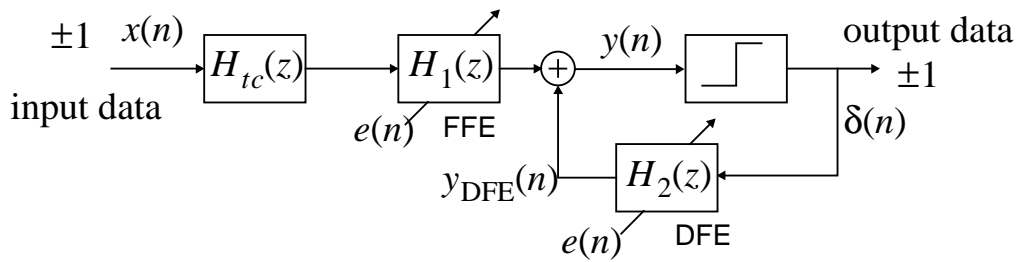 ±1 x(n)
input data
H_tc(z)
H_1(z)
e(n)
FFE
+
y(n)
output data
±1
δ(n)
y_DFE(n)
H_2(z)
e(n)
DFE